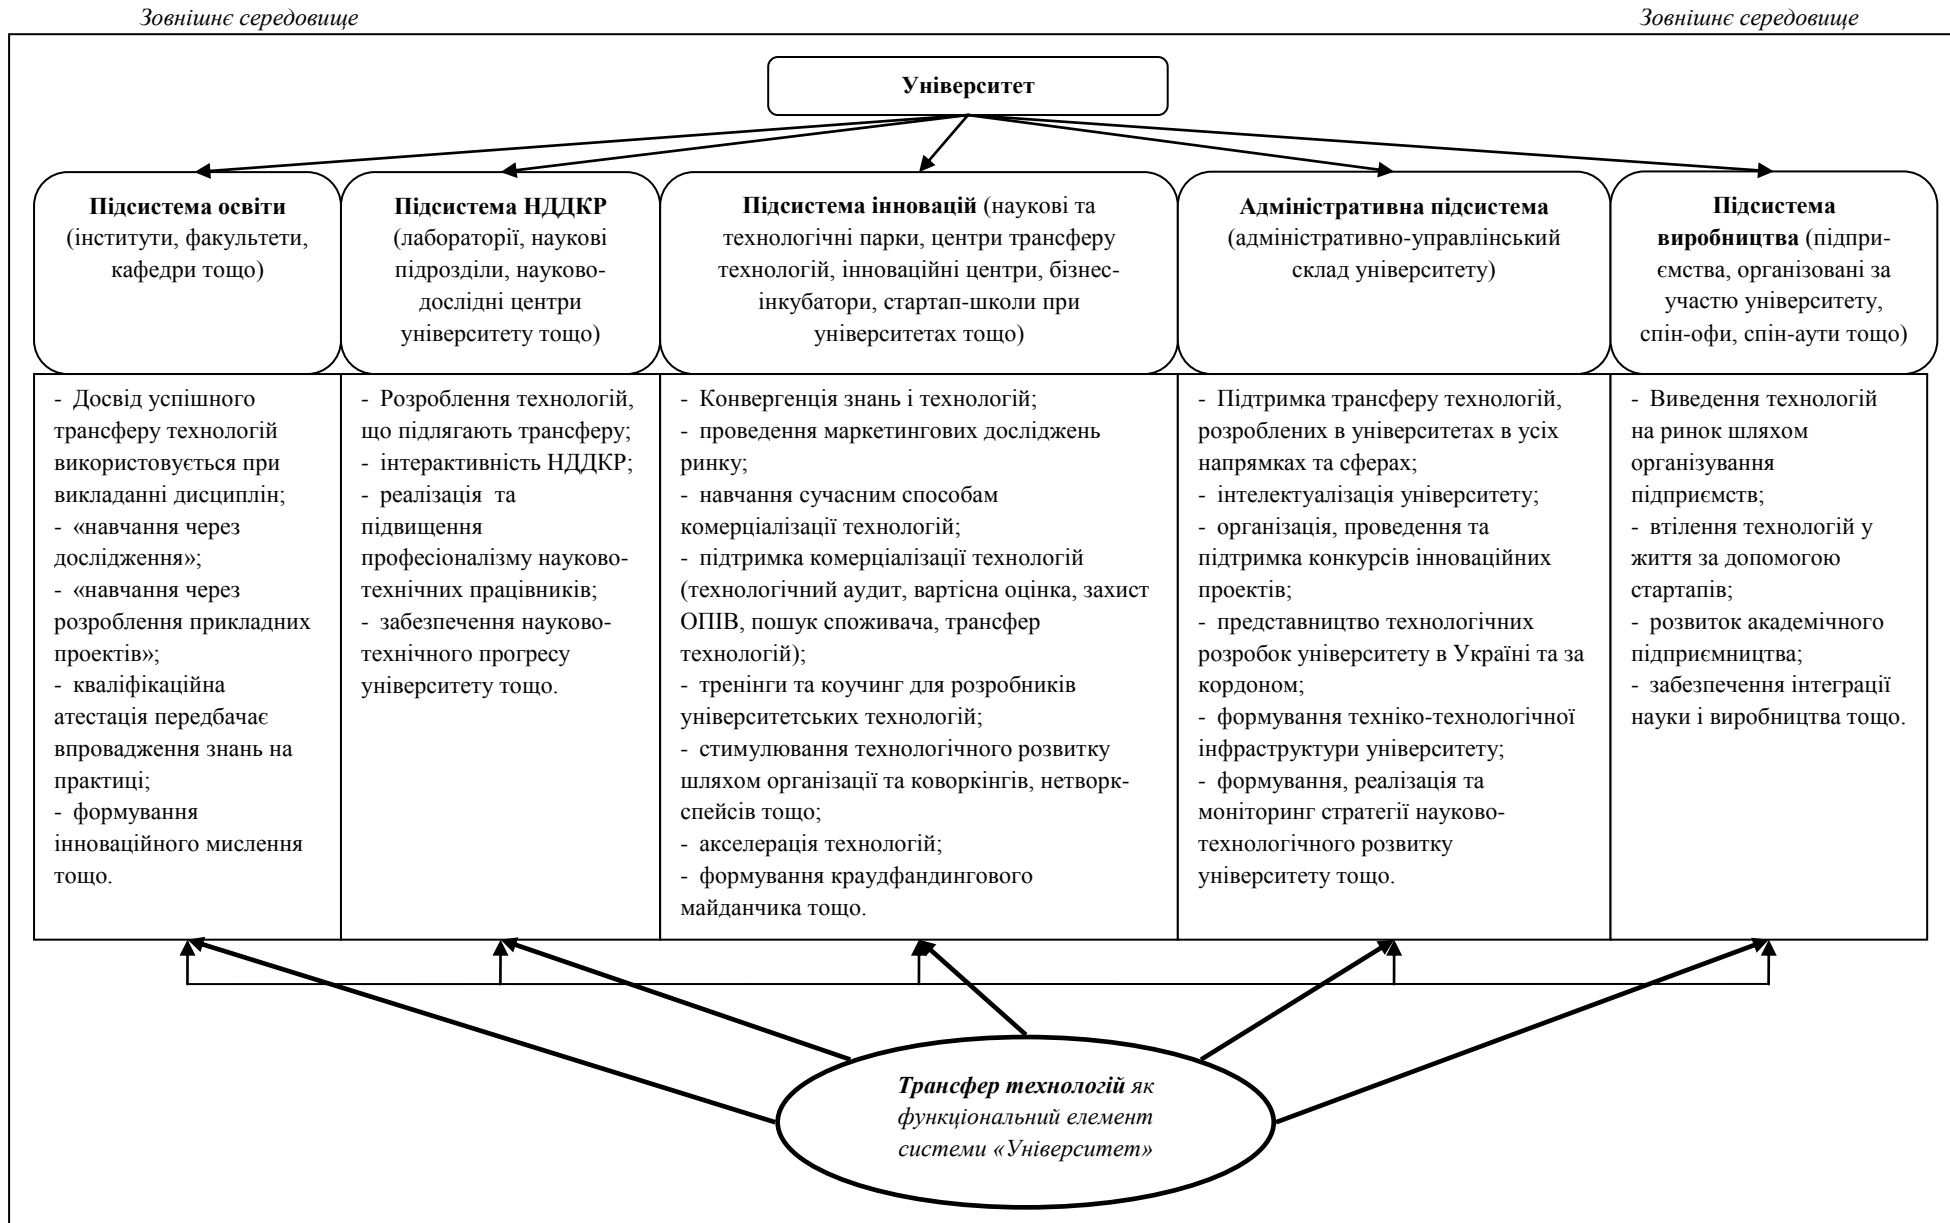 Зовнішнє середовище
Зовнішнє середовище
Університет
Підсистема освіти
(інститути, факультети,
кафедри тощо)
Підсистема НДДКР
(лабораторії, наукові
підрозділи, науково-
дослідні центри
університету тощо)
Підсистема інновацій (наукові та
технологічні парки, центри трансферу
технологій, інноваційні центри, бізнес-
інкубатори, стартап-школи при
університетах тощо)
Адміністративна підсистема
(адміністративно-управлінський
склад університету)
Підсистема
виробництва (підпри-
ємства, організовані за
участю університету,
спін-офи, спін-аути тощо)
- Досвід успішного
трансферу технологій
використовується при
викладанні дисциплін;
- «навчання через
дослідження»;
- «навчання через
розроблення прикладних
проектів»;
- кваліфікаційна
атестація передбачає
впровадження знань на
практиці;
- формування
інноваційного мислення
тощо.
- Розроблення технологій,
що підлягають трансферу;
- інтерактивність НДДКР;
- реалізація та
підвищення
професіоналізму науково-
технічних працівників;
- забезпечення науково-
технічного прогресу
університету тощо.
- Конвергенція знань і технологій;
- проведення маркетингових досліджень
ринку;
- навчання сучасним способам
комерціалізації технологій;
- підтримка комерціалізації технологій
(технологічний аудит, вартісна оцінка, захист
ОПІВ, пошук споживача, трансфер
технологій);
- тренінги та коучинг для розробників
університетських технологій;
- стимулювання технологічного розвитку
шляхом організації та коворкінгів, нетворк-
спейсів тощо;
- акселерація технологій;
- формування краудфандингового
майданчика тощо.
- Підтримка трансферу технологій,
розроблених в університетах в усіх
напрямках та сферах;
- інтелектуалізація університету;
- організація, проведення та
підтримка конкурсів інноваційних
проектів;
- представництво технологічних
розробок університету в Україні та за
кордоном;
- формування техніко-технологічної
інфраструктури університету;
- формування, реалізація та
моніторинг стратегії науково-
технологічного розвитку
університету тощо.
- Виведення технологій
на ринок шляхом
організування
підприємств;
- втілення технологій у
життя за допомогою
стартапів;
- розвиток академічного
підприємництва;
- забезпечення інтеграції
науки і виробництва тощо.
Трансфер технологій як
функціональний елемент
системи «Університет»